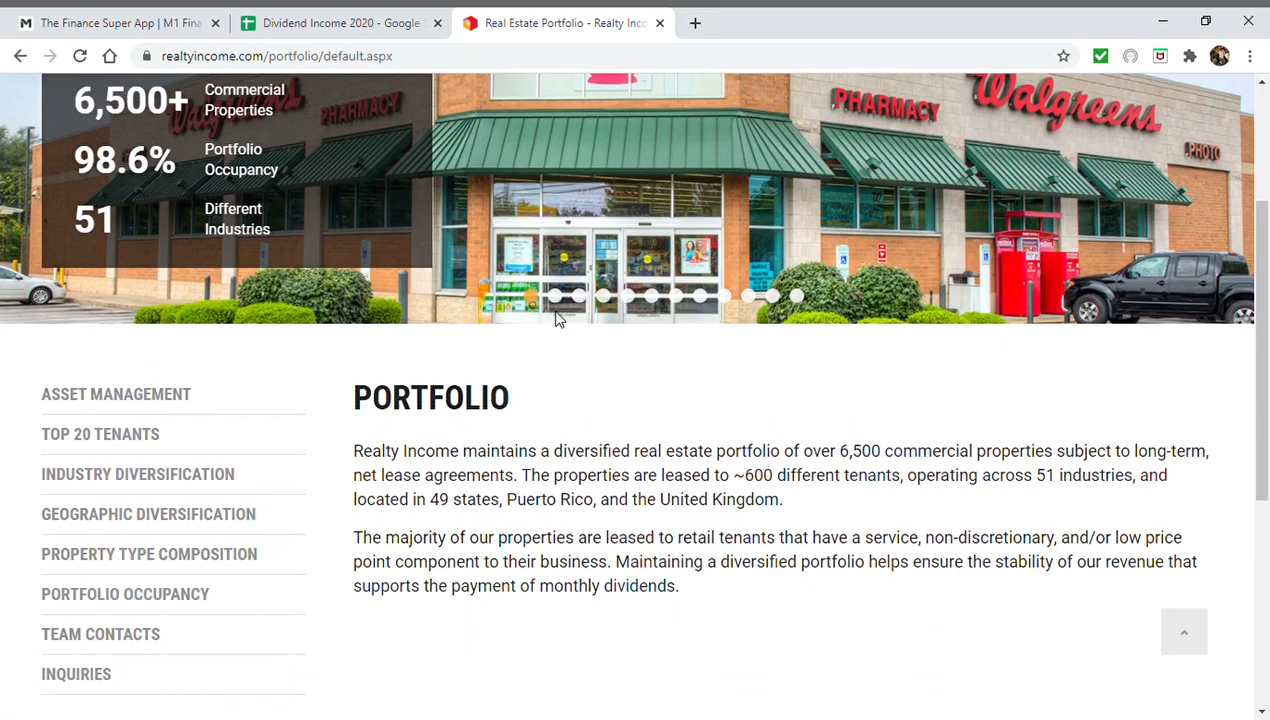 The Finance Super App | M1 Fina
Dividend Income 2020 - Google
Real Estate Portfolio - Realty Inc
realtyincome.com/portfolio/default.aspx
6,500+ Commercial Properties
98.6% Portfolio Occupancy
51 Different Industries
PHARMACY
Walgreens
PHARMACY
Walgreens
PHOTO
ASSET MANAGEMENT
TOP 20 TENANTS
INDUSTRY DIVERSIFICATION
GEOGRAPHIC DIVERSIFICATION
PROPERTY TYPE COMPOSITION
PORTFOLIO OCCUPANCY
TEAM CONTACTS
INQUIRIES
PORTFOLIO
Realty Income maintains a diversified real estate portfolio of over 6,500 commercial properties subject to long-term,
net lease agreements. The properties are leased to ~600 different tenants, operating across 51 industries, and
located in 49 states, Puerto Rico, and the United Kingdom.
The majority of our properties are leased to retail tenants that have a service, non-discretionary, and/or low price
point component to their business. Maintaining a diversified portfolio helps ensure the stability of our revenue that
supports the payment of monthly dividends.